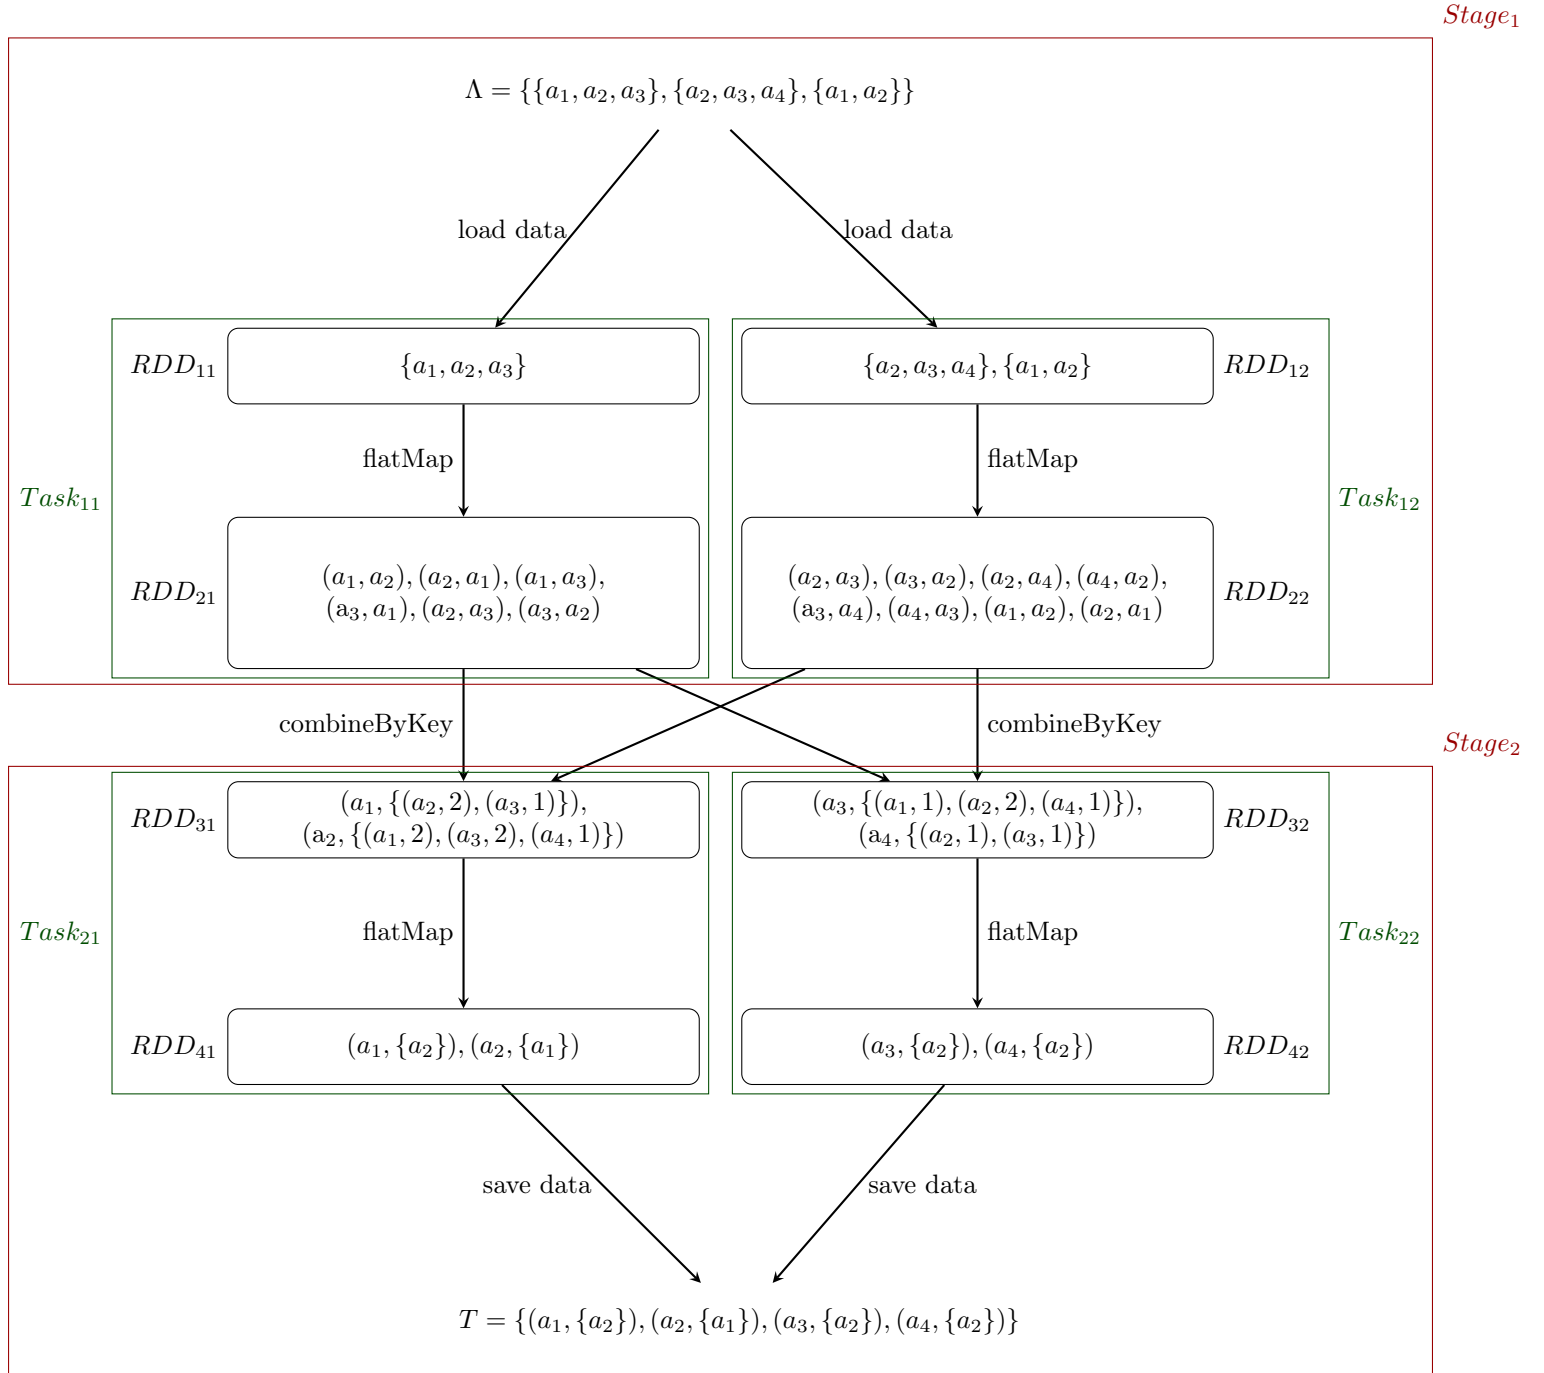 Stage₁
Λ = {{a₁, a₂, a₃}, {a₂, a₃, a₄}, {a₁, a₂}}
load data
load data
RDD₁₁
{a₁, a₂, a₃}
{a₂, a₃, a₄}, {a₁, a₂}
RDD₁₂
flatMap
flatMap
Task₁₁
Task₁₂
RDD₂₁
(a₁, a₂), (a₂, a₁), (a₁, a₃),
(a₃, a₁), (a₂, a₃), (a₃, a₂)
(a₂, a₃), (a₃, a₂), (a₂, a₄), (a₄, a₂),
(a₃, a₄), (a₄, a₃), (a₁, a₂), (a₂, a₁)
RDD₂₂
combineByKey
combineByKey
Stage₂
RDD₃₁
(a₁, {(a₂, 2), (a₃, 1)}),
(a₂, {(a₁, 2), (a₃, 2), (a₄, 1)})
(a₃, {(a₁, 1), (a₂, 2), (a₄, 1)}),
(a₄, {(a₂, 1), (a₃, 1)})
RDD₃₂
Task₂₁
flatMap
flatMap
Task₂₂
RDD₄₁
(a₁, {a₂}), (a₂, {a₁})
(a₃, {a₂}), (a₄, {a₂})
RDD₄₂
save data
save data
T = {(a₁, {a₂}), (a₂, {a₁}), (a₃, {a₂}), (a₄, {a₂})}